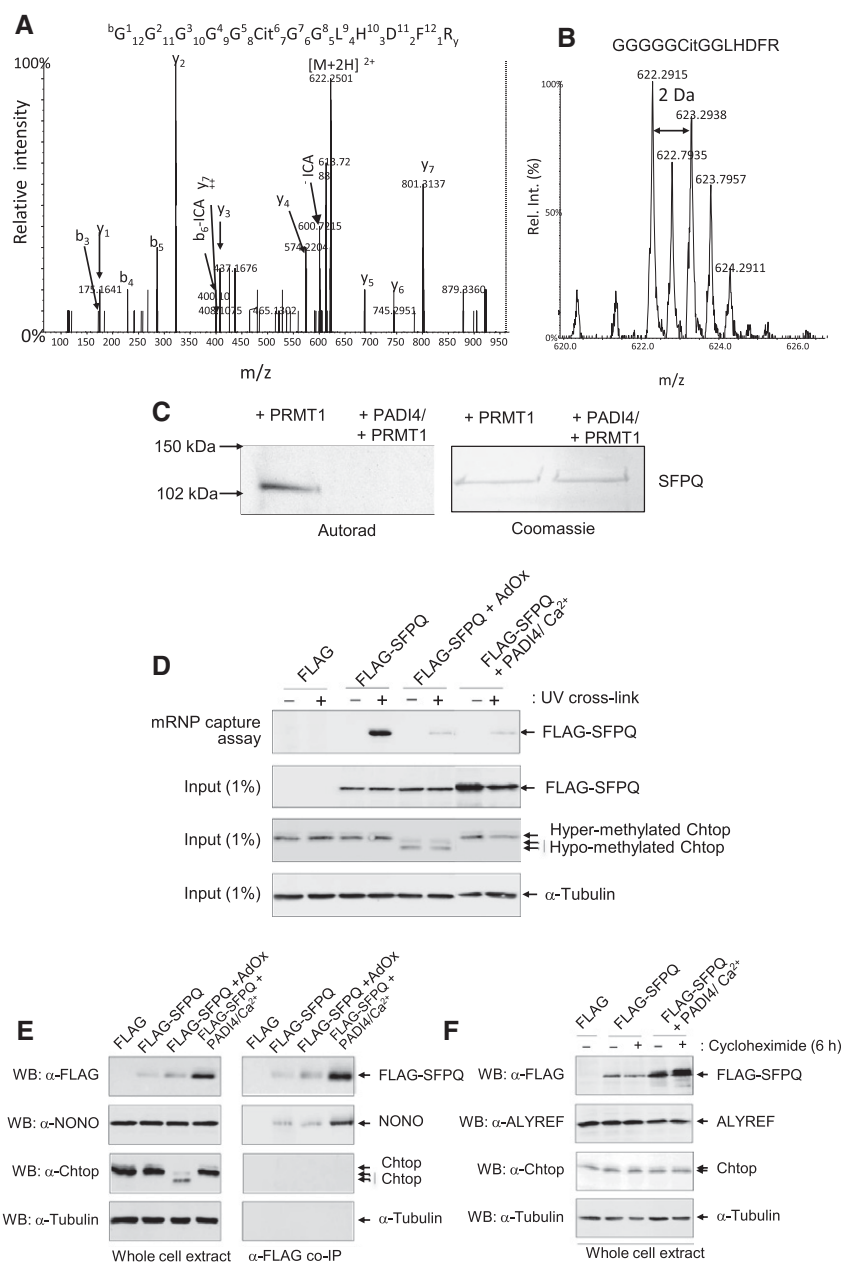 A
bG1 12G2 11G3 10G4 9G5 8Cit6 7G7 6G8 5L9 4H10 3D11 2F12 1Ry
[M+2H] 2+
Relative intensity
100%
0%
y2
622.2501
- ICA
613.72
600.7215
574.2204
y7
801.3137
b6-ICA
y7
y3
y4
b3
y1
b4
b5
175.1641
437.1676
400.10
408.1075
465.1302
y5
y6
745.2951
879.3360
100 150 200 250 300 350 400 450 500 550 600 650 700 750 800 850 900 950
m/z
B
GGGGGCitGGLHDFR
Rel. Int. (%)
100%
50%
0%
622.2915
2 Da
623.2938
622.7935
623.7957
624.2911
620.0 622.0 624.0 626.0
m/z
C
+ PRMT1
+ PADI4/
+ PRMT1
+ PRMT1
+ PADI4/
+ PRMT1
150 kDa
102 kDa
SFPQ
Autorad
Coomassie
D
FLAG
FLAG-SFPQ
FLAG-SFPQ + AdOx
FLAG-SFPQ
+ PADI4/ Ca2+
– + – + – + – + : UV cross-link
mRNP capture
assay
FLAG-SFPQ
Input (1%)
FLAG-SFPQ
Input (1%)
Hyper-methylated Chtop
Hypo-methylated Chtop
Input (1%)
α-Tubulin
E
FLAG
FLAG-SFPQ
FLAG-SFPQ +AdOx
FLAG-SFPQ +
PADI4/Ca2+
FLAG
FLAG-SFPQ
FLAG-SFPQ + AdOx
FLAG-SFPQ +
PADI4/Ca2+
WB: α-FLAG
FLAG-SFPQ
WB: α-NONO
NONO
WB: α-Chtop
Chtop
Chtop
WB: α-Tubulin
α-Tubulin
Whole cell extract
α-FLAG co-IP
F
FLAG
FLAG-SFPQ
FLAG-SFPQ
+ PADI4/ Ca2+
– – + – + : Cycloheximide (6 h)
WB: α-FLAG
FLAG-SFPQ
WB: α-ALYREF
ALYREF
WB: α-Chtop
Chtop
WB: α-Tubulin
α-Tubulin
Whole cell extract